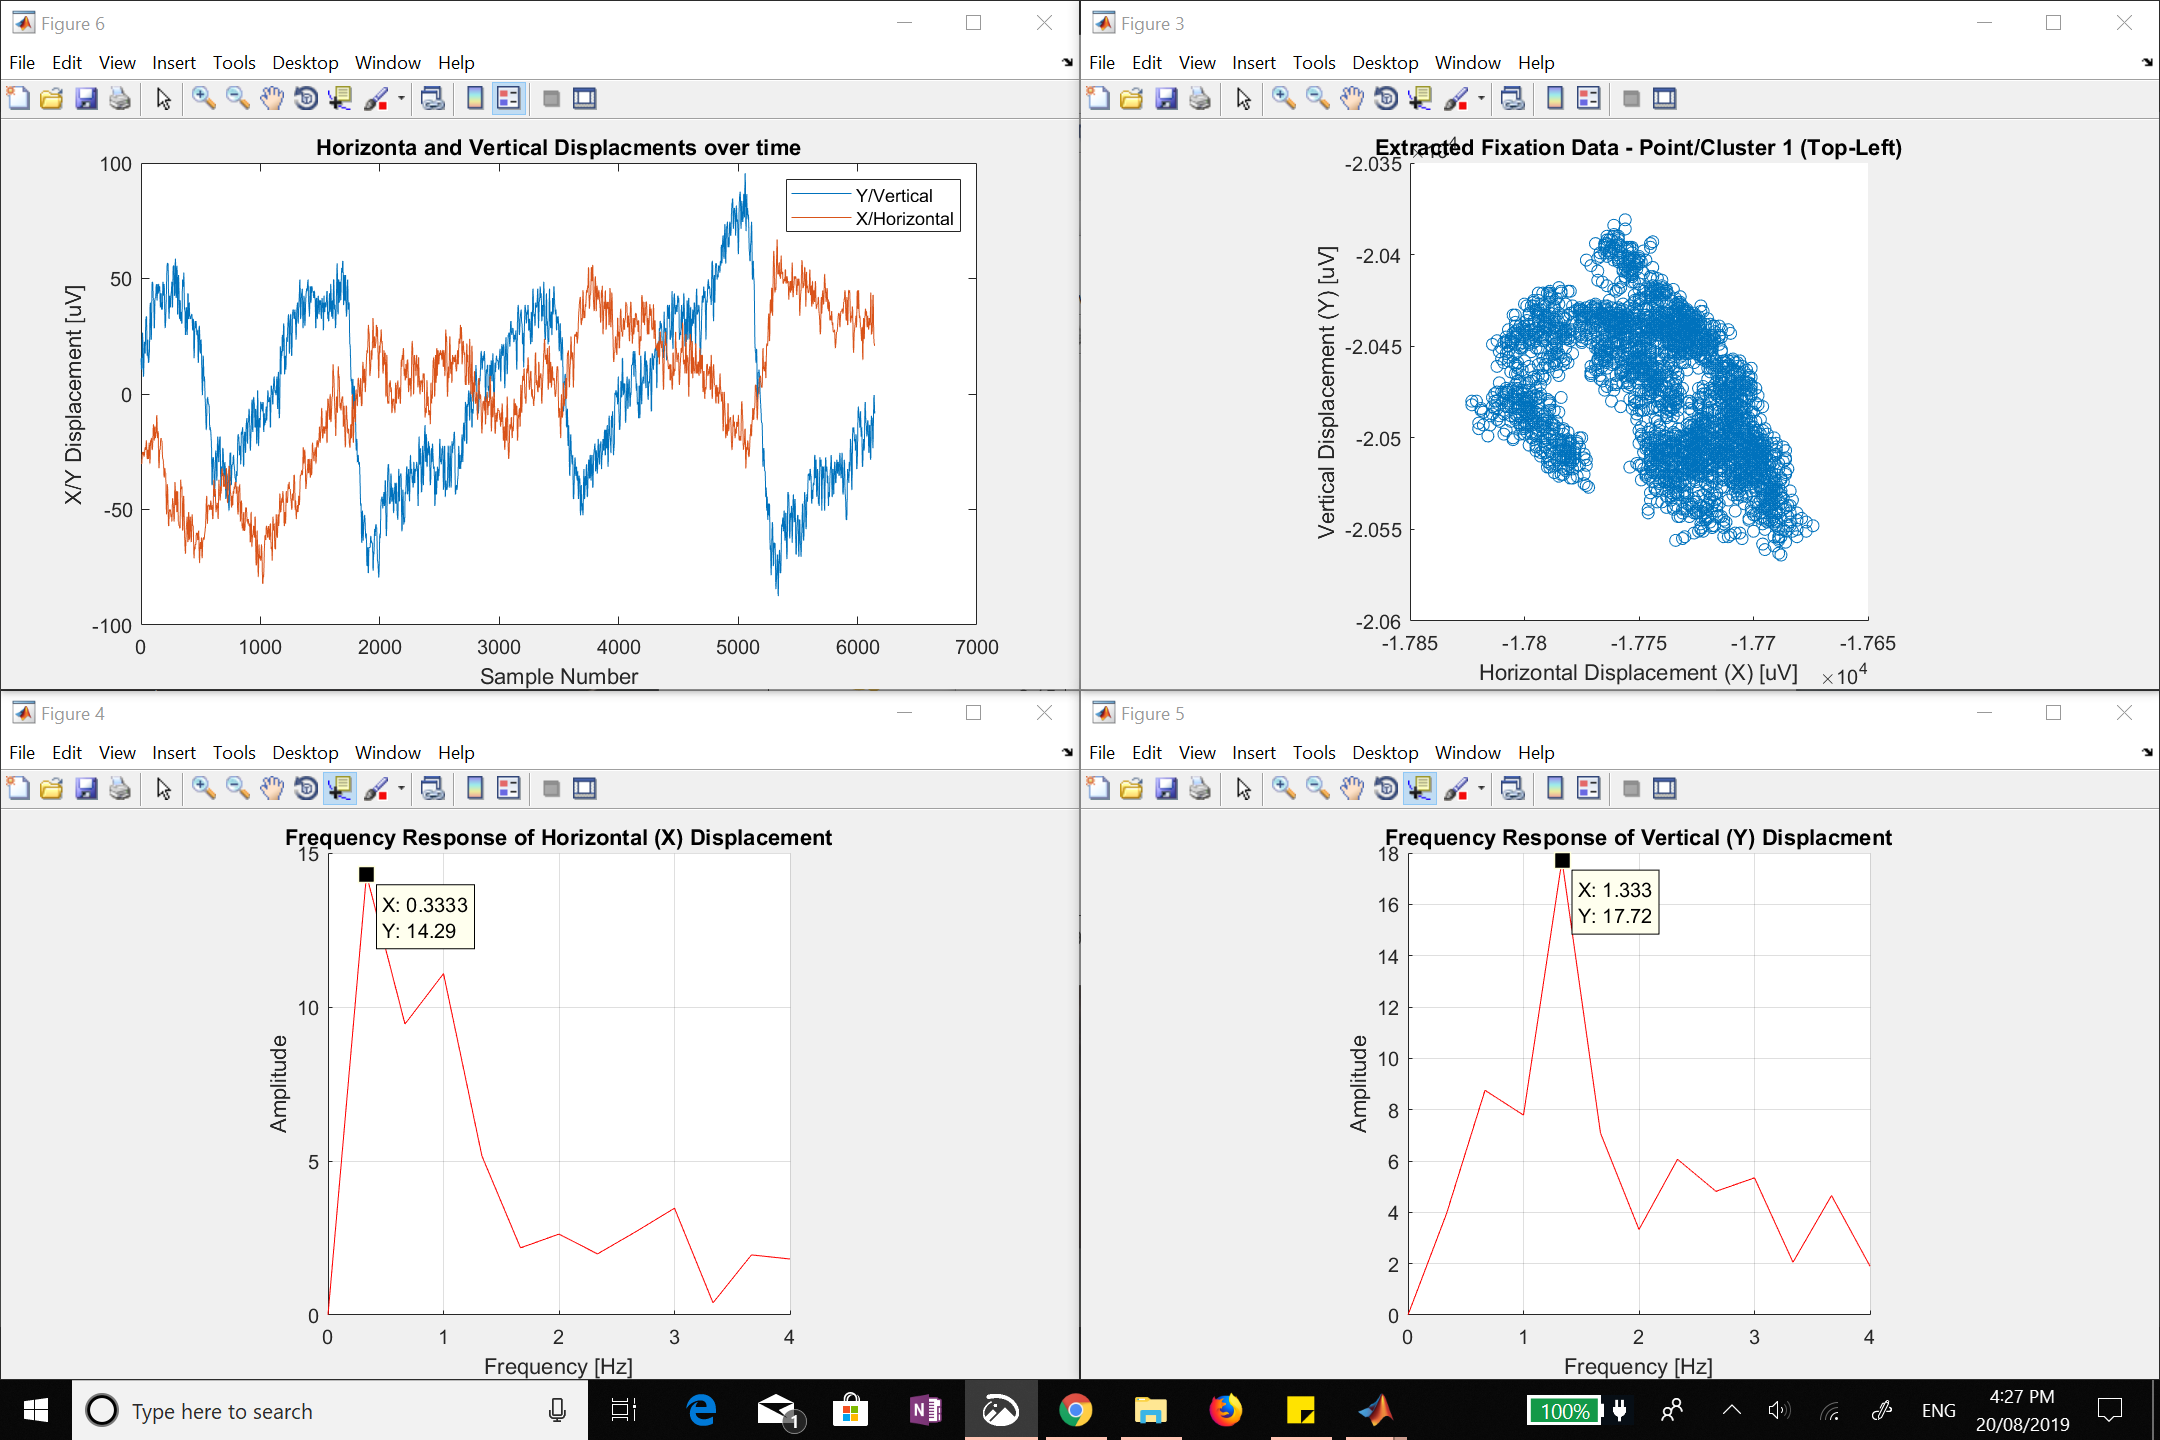 Figure 6
File Edit View Insert Tools Desktop Window Help
Horizonta and Vertical Displacments over time
100
50
0
-50
-100
X/Y Displacement [uV]
Y/Vertical
X/Horizontal
0 1000 2000 3000 4000 5000 6000 7000
Sample Number
Figure 3
File Edit View Insert Tools Desktop Window Help
Extracted Fixation Data - Point/Cluster 1 (Top-Left)
-2.035
-2.04
-2.045
-2.05
-2.055
-2.06
Vertical Displacement (Y) [uV]
-1.785 -1.78 -1.775 -1.77 -1.765
Horizontal Displacement (X) [uV] ×10⁴
Figure 4
File Edit View Insert Tools Desktop Window Help
Frequency Response of Horizontal (X) Displacement
15
10
5
0
Amplitude
X: 0.3333
Y: 14.29
0 1 2 3 4
Frequency [Hz]
Figure 5
File Edit View Insert Tools Desktop Window Help
Frequency Response of Vertical (Y) Displacment
18
16
14
12
10
8
6
4
2
0
Amplitude
X: 1.333
Y: 17.72
0 1 2 3 4
Frequency [Hz]
Type here to search
1
N
100%
ENG
4:27 PM
20/08/2019